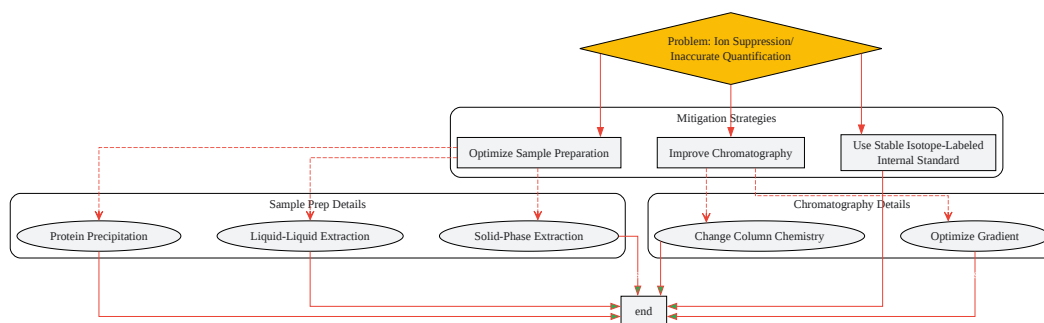 Problem: Ion Suppression/
Inaccurate Quantification
Mitigation Strategies
Optimize Sample Preparation
Improve Chromatography
Use Stable Isotope-Labeled
Internal Standard
Sample Prep Details
Chromatography Details
Protein Precipitation
Liquid-Liquid Extraction
Solid-Phase Extraction
Change Column Chemistry
Optimize Gradient
end